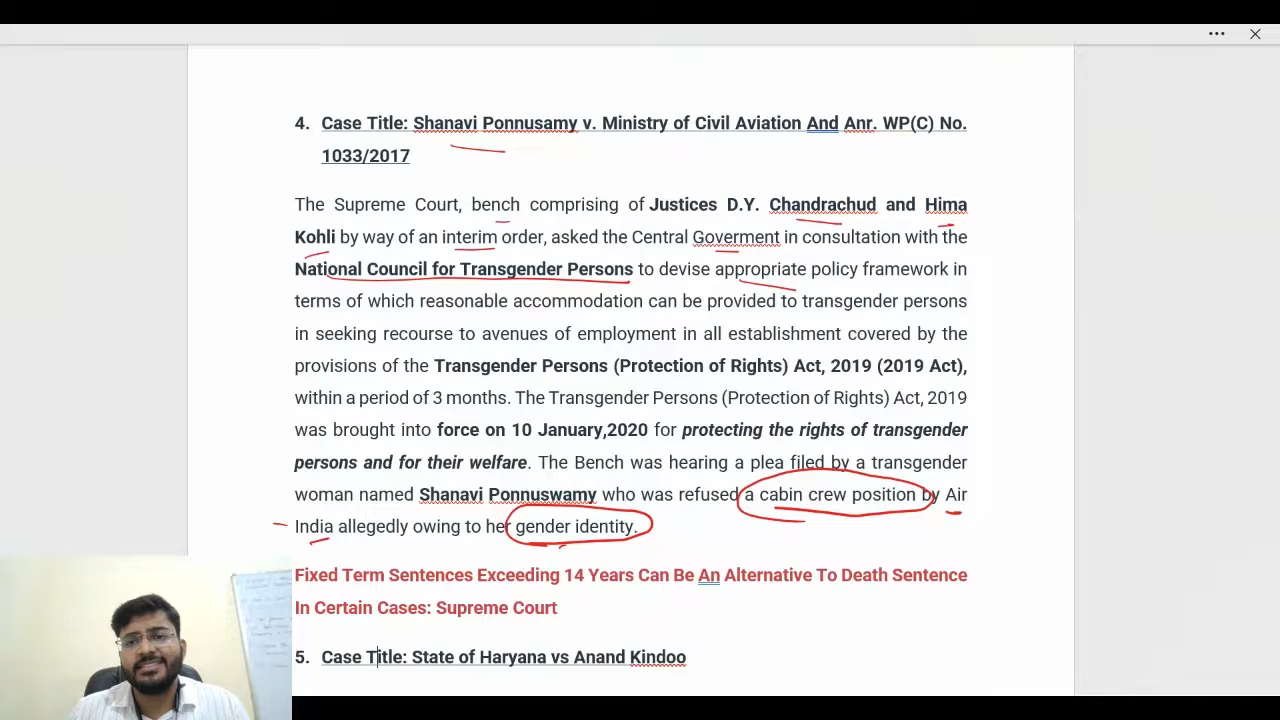 4. Case Title: Shanavi Ponnusamy v. Ministry of Civil Aviation And Anr. WP(C) No.
1033/2017
The Supreme Court, bench comprising of Justices D.Y. Chandrachud and Hima
Kohli by way of an interim order, asked the Central Goverment in consultation with the
National Council for Transgender Persons to devise appropriate policy framework in
terms of which reasonable accommodation can be provided to transgender persons
in seeking recourse to avenues of employment in all establishment covered by the
provisions of the Transgender Persons (Protection of Rights) Act, 2019 (2019 Act),
within a period of 3 months. The Transgender Persons (Protection of Rights) Act, 2019
was brought into force on 10 January,2020 for protecting the rights of transgender
persons and for their welfare. The Bench was hearing a plea filed by a transgender
woman named Shanavi Ponnuswamy who was refused a cabin crew position by Air
India allegedly owing to her gender identity.
Fixed Term Sentences Exceeding 14 Years Can Be An Alternative To Death Sentence
In Certain Cases: Supreme Court
5. Case Title: State of Haryana vs Anand Kindoo